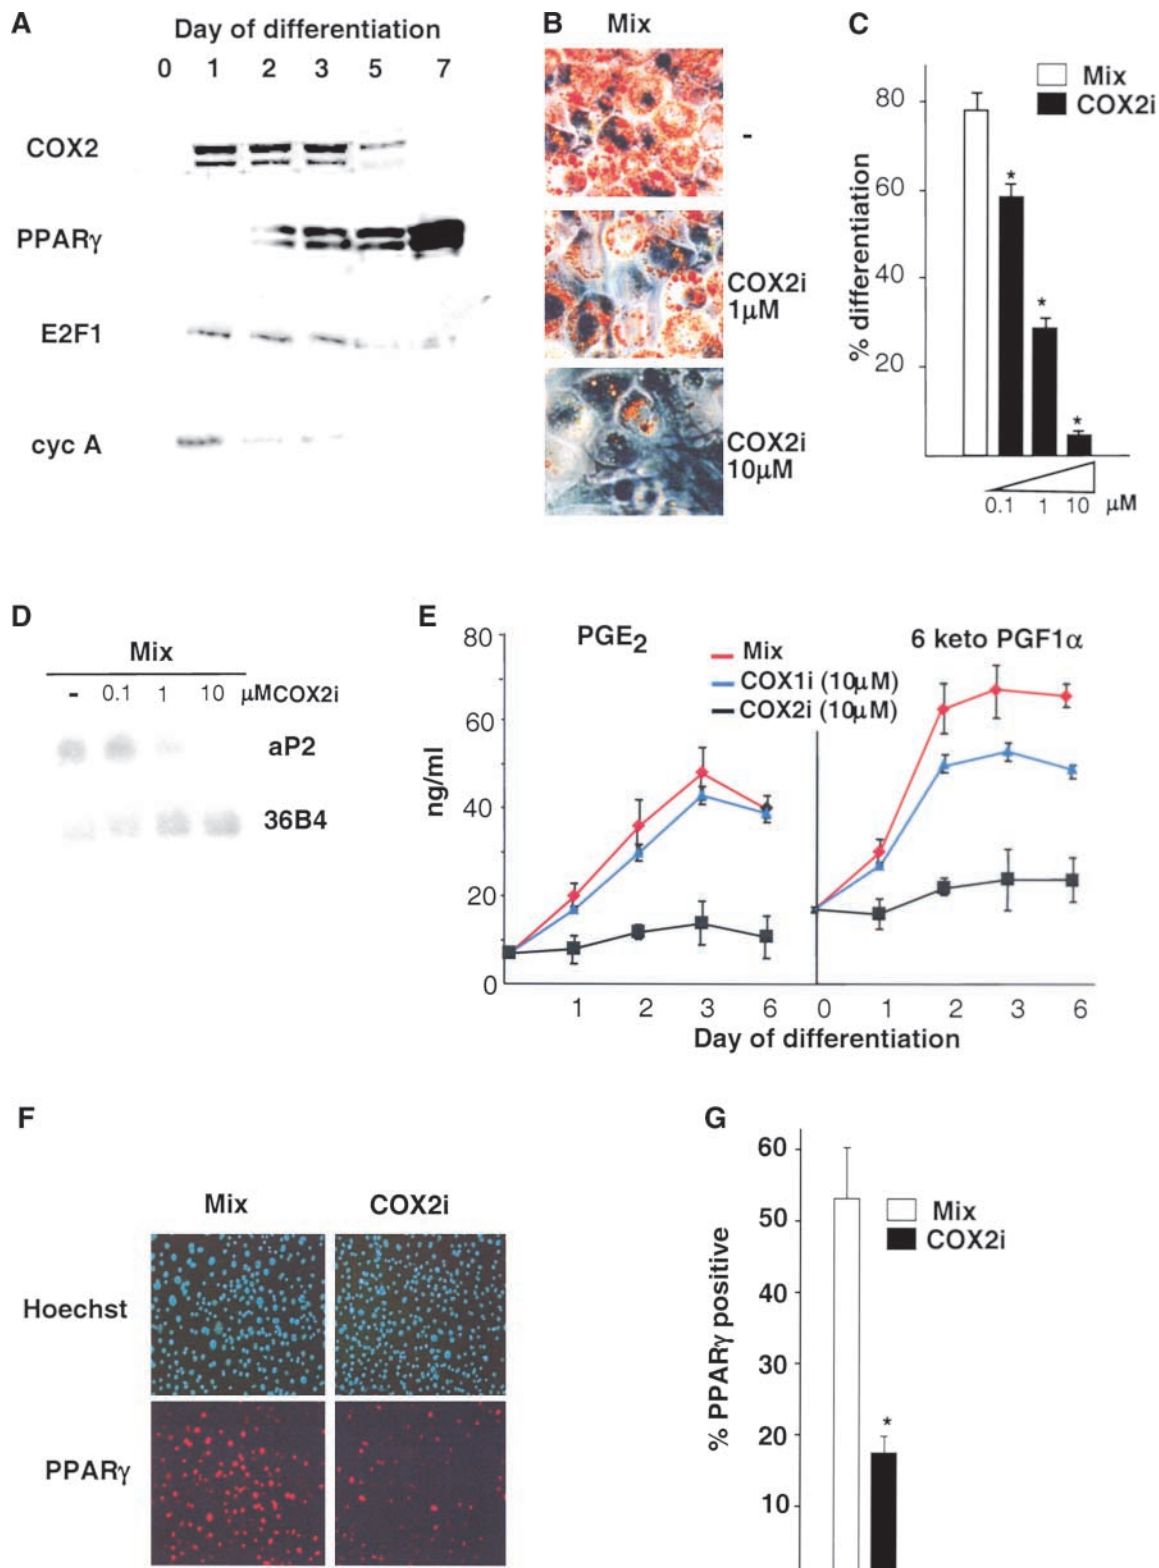 A
Day of differentiation
0 1 2 3 5 7
COX2
PPARγ
E2F1
cyc A
B
Mix
-
COX2i
1μM
COX2i
10μM
C
Mix
COX2i
% differentiation
80
60
40
20
*
*
*
0.1 1 10 μM
D
Mix
- 0.1 1 10 μMCOX2i
aP2
36B4
E
PGE2
6 keto PGF1α
Mix
COX1i (10μM)
COX2i (10μM)
ng/ml
80
60
40
20
0
1 2 3 6 0 1 2 3 6
Day of differentiation
F
Mix COX2i
Hoechst
PPARγ
G
Mix
COX2i
% PPARγ positive
60
50
40
30
20
10
*